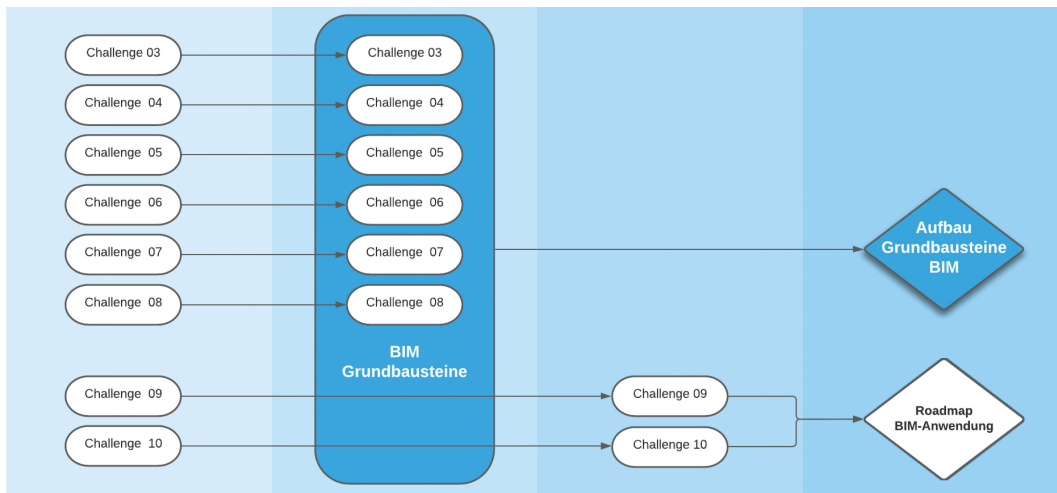 Challenge 03
Challenge 03
Challenge 04
Challenge 04
Challenge 05
Challenge 05
Challenge 06
Challenge 06
Challenge 07
Challenge 07
Challenge 08
Challenge 08
BIM
Grundbausteine
Aufbau
Grundbausteine
BIM
Challenge 09
Challenge 09
Challenge 10
Challenge 10
Roadmap
BIM-Anwendung